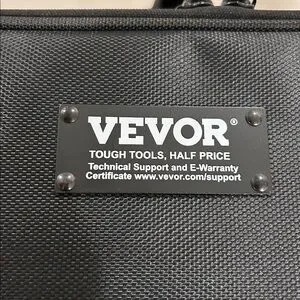 VEVOR®
TOUGH TOOLS, HALF PRICE
Technical Support and E-Warranty
Certificate www.vevor.com/support